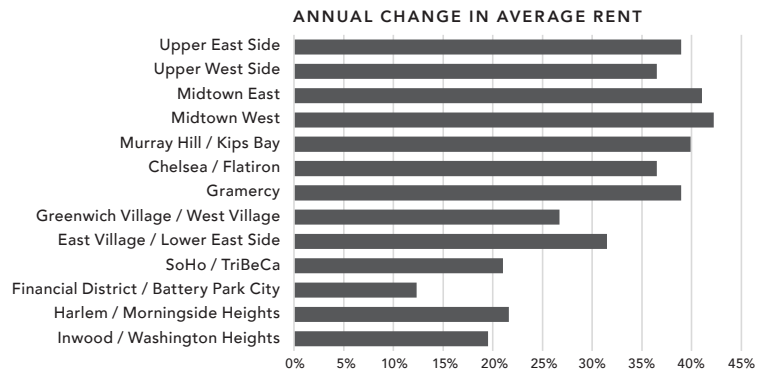 ANNUAL CHANGE IN AVERAGE RENT
Upper East Side
Upper West Side
Midtown East
Midtown West
Murray Hill / Kips Bay
Chelsea / Flatiron
Gramercy
Greenwich Village / West Village
East Village / Lower East Side
SoHo / TriBeCa
Financial District / Battery Park City
Harlem / Morningside Heights
Inwood / Washington Heights
0% 5% 10% 15% 20% 25% 30% 35% 40% 45%